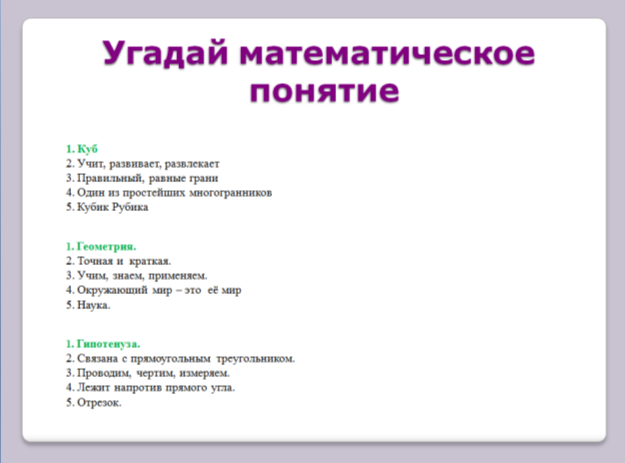 Угадай математическое
понятие
1. Куб
2. Учит, развивает, развлекает
3. Правильный, равные грани
4. Один из простейших многогранников
5. Кубик Рубика
1. Геометрия.
2. Точная и краткая.
3. Учим, знаем, применяем.
4. Окружающий мир – это её мир
5. Наука.
1. Гипотенуза.
2. Связана с прямоугольным треугольником.
3. Проводим, чертим, измеряем.
4. Лежит напротив прямого угла.
5. Отрезок.